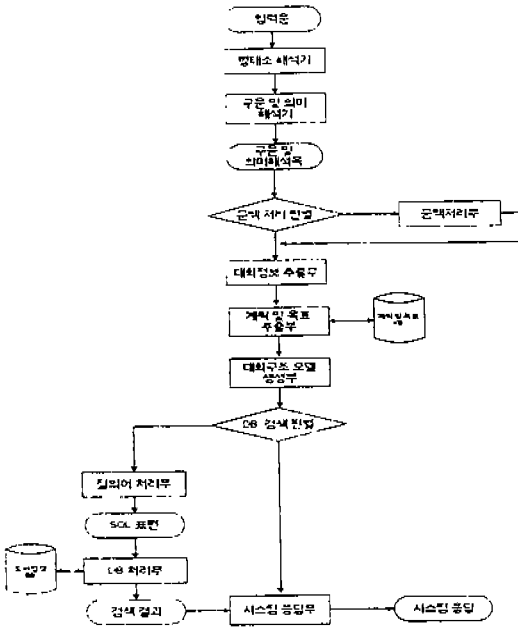 입력문
형태소 해석기
구문 및 의미
해석기
구문 및
의미해석목
문맥 처리 판별
문맥처리부
대화정보 추출부
계획 및 목표
추출부
대화구조 모델
생성부
DB 검색 판별
질의어 처리부
SQL 표현
DB 처리부
검색 결과
시스템 응답부
시스템 응답